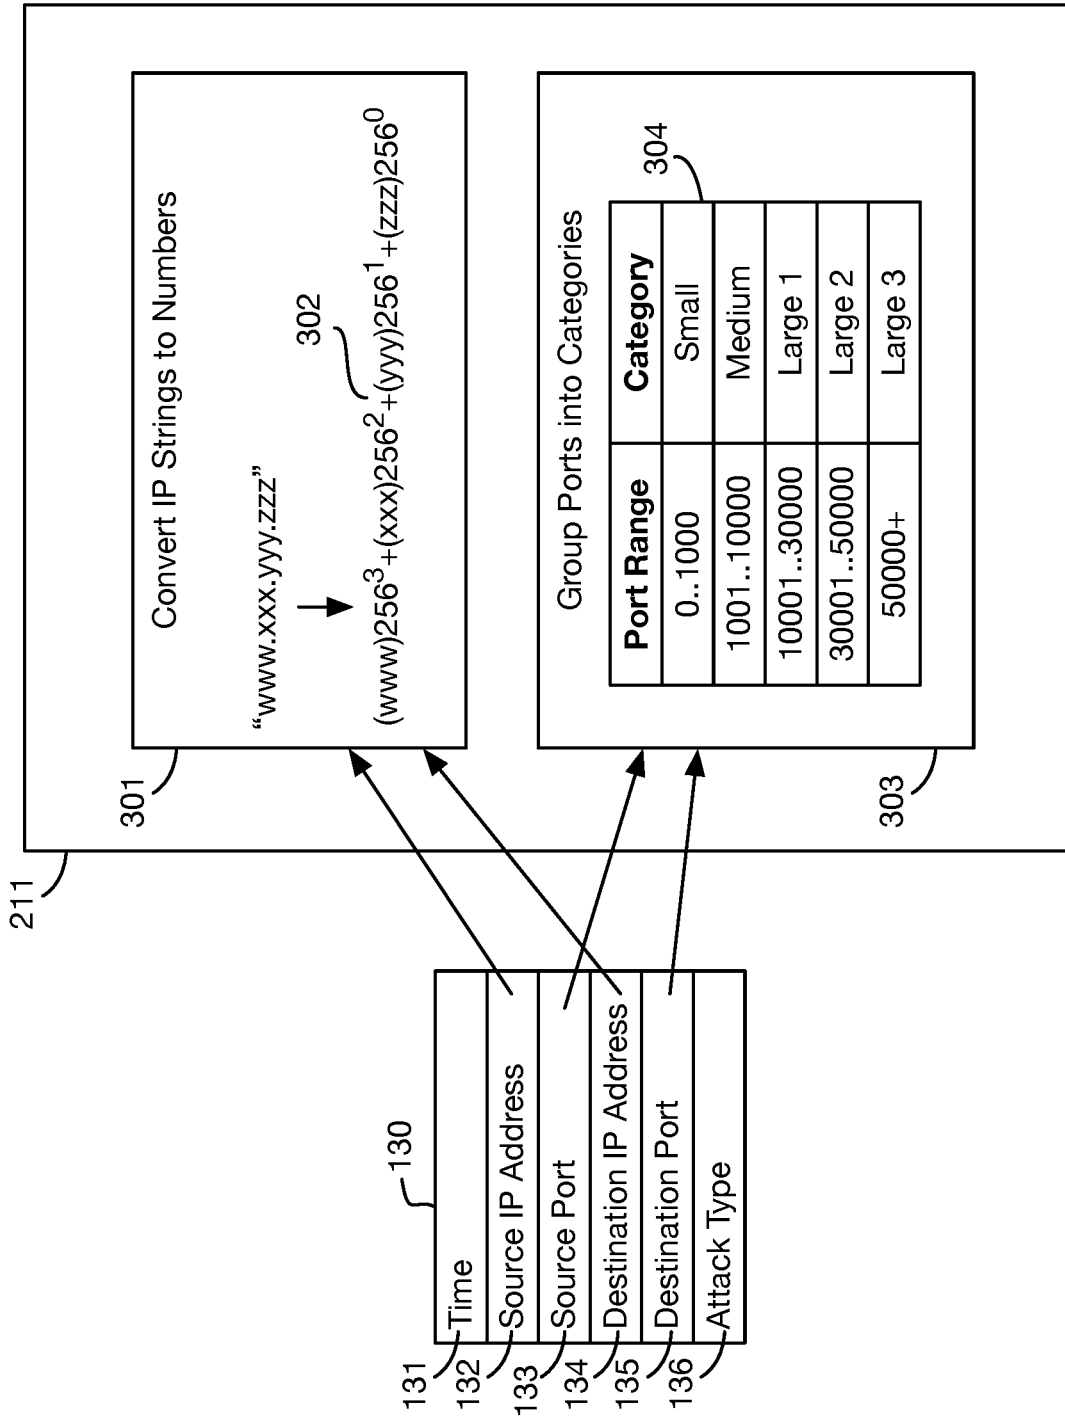 211
301
Convert IP Strings to Numbers
“www.xxx.yyy.zzz”
302
(www)256^3+(xxx)256^2+(yyy)256^1+(zzz)256^0
130
131 Time
132 Source IP Address
133 Source Port
134 Destination IP Address
135 Destination Port
136 Attack Type
Group Ports into Categories
304
Port Range Category
0..1000 Small
1001..10000 Medium
10001..30000 Large 1
30001..50000 Large 2
50000+ Large 3
303